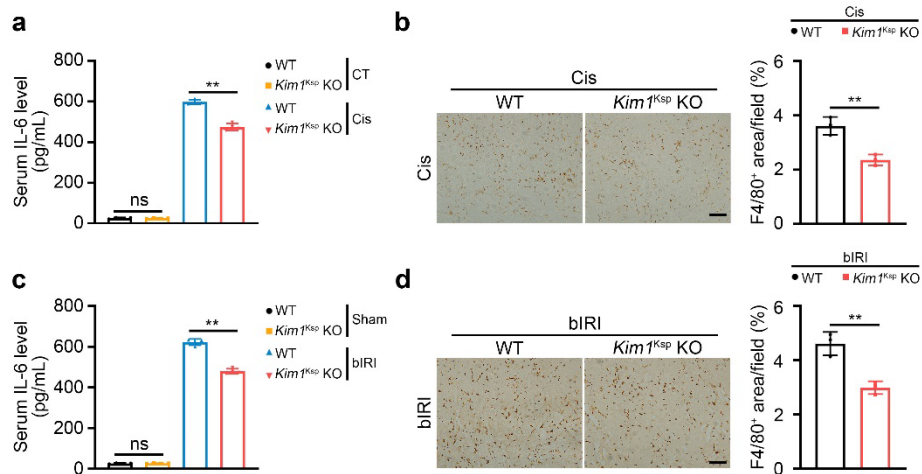 a
Serum IL-6 level
(pg/mL)
800
600
400
200
0
ns
**
WT
Kim1ᴷˢᵖ KO
CT
WT
Kim1ᴷˢᵖ KO
Cis
b
Cis
WT
Kim1ᴷˢᵖ KO
Cis
Cis
WT
Kim1ᴷˢᵖ KO
F4/80⁺ area/field (%)
6
4
2
0
**
c
Serum IL-6 level
(pg/mL)
800
600
400
200
0
ns
**
WT
Kim1ᴷˢᵖ KO
Sham
WT
Kim1ᴷˢᵖ KO
bIRI
d
bIRI
WT
Kim1ᴷˢᵖ KO
bIRI
bIRI
WT
Kim1ᴷˢᵖ KO
F4/80⁺ area/field (%)
6
4
2
0
**